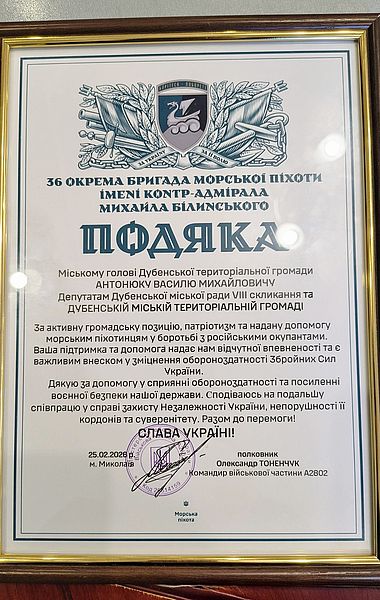 36 ОКРЕМА БРИГАДА МОРСЬКОЇ ПІХОТИ
ІМЕНІ КОНТР-АДМІРАЛА
МИХАЙЛА БІЛИНСЬКОГО
ПОДЯКА
Міському голові Дубенської територіальної громади
АНТОНЮКУ ВАСИЛЮ МИХАЙЛОВИЧУ
Депутатам Дубенської міської ради VIII скликання та
ДУБЕНСЬКІЙ МІСЬКІЙ ТЕРИТОРІАЛЬНІЙ ГРОМАДІ
За активну громадську позицію, патріотизм та надану допомогу
морським піхотинцям у боротьбі з російськими окупантами.
Ваша підтримка та допомога надає нам відчутної впевненості та є
важливим внеском у зміцнення обороноздатності Збройних Сил
України.
Дякую за допомогу у сприянні обороноздатності та посиленні
воєнної безпеки нашої держави. Сподіваюсь на подальшу
співпрацю у справі захисту Незалежності України, непорушності її
кордонів та суверенітету. Разом до перемоги!
СЛАВА УКРАЇНІ!
25.02.2026 р.
м. Миколаїв
полковник
Олександр ТОНЕНЧУК
Командир військової частини А2802
Морська
піхота